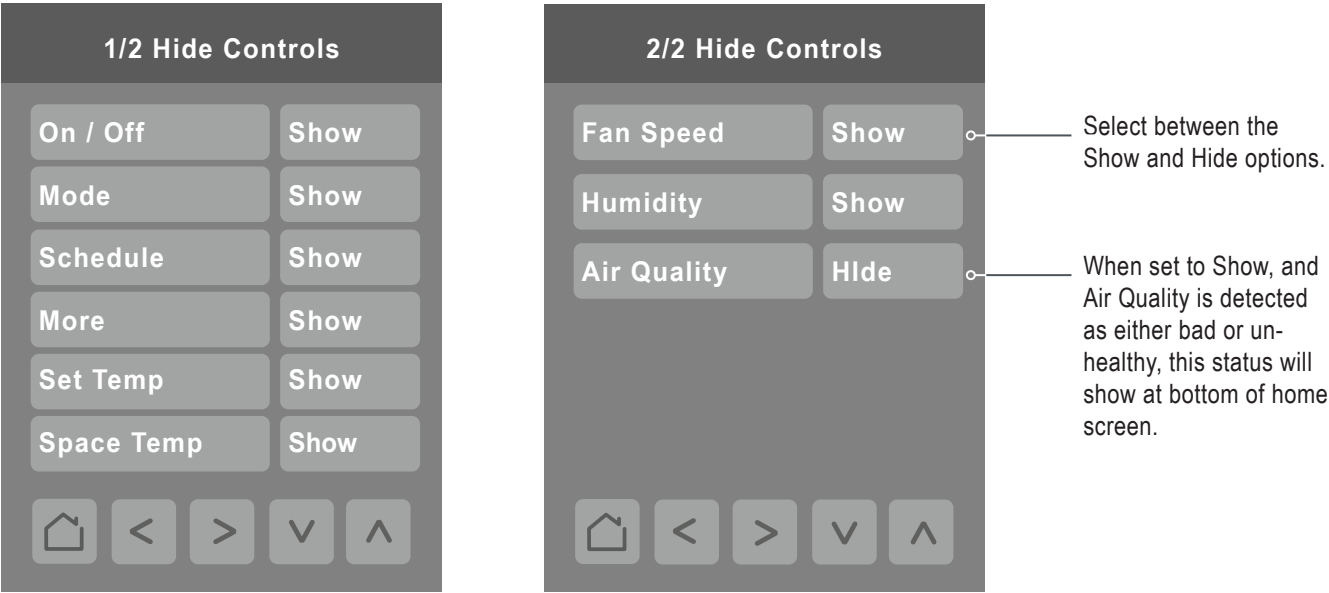 1/2 Hide Controls
On / Off Show
Mode Show
Schedule Show
More Show
Set Temp Show
Space Temp Show
< > V Λ
2/2 Hide Controls
Fan Speed Show
Humidity Show
Air Quality HIde
< > V Λ
Select between the
Show and Hide options.
When set to Show, and
Air Quality is detected
as either bad or un-
healthy, this status will
show at bottom of home
screen.